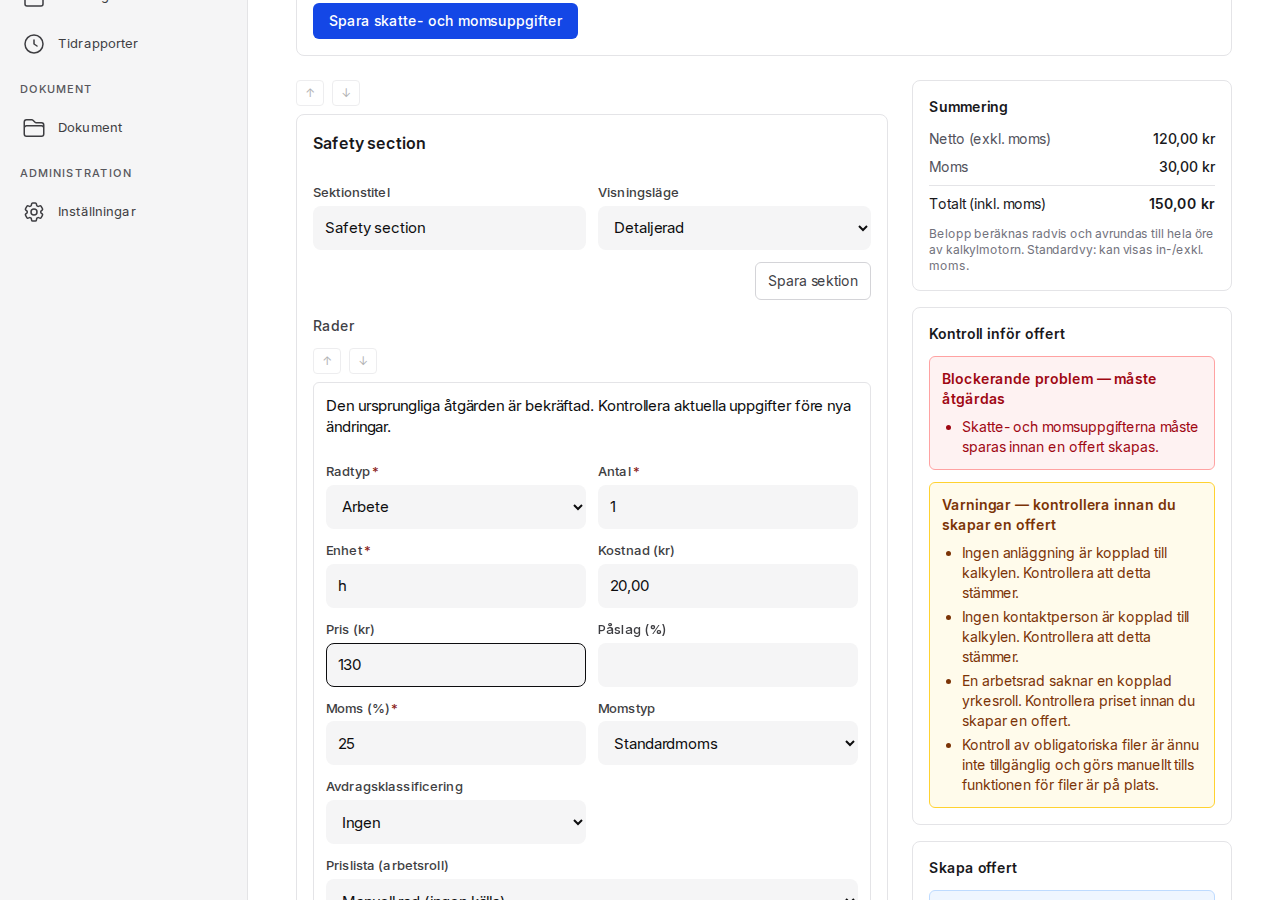 Tidrapporter
DOKUMENT
Dokument
ADMINISTRATION
Inställningar
Spara skatte- och momsuppgifter
↑ ↓
Safety section
Sektionstitel Visningsläge
Safety section Detaljerad
Spara sektion
Rader
↑ ↓
Den ursprungliga åtgärden är bekräftad. Kontrollera aktuella uppgifter före nya
ändringar.
Radtyp* Antal*
Arbete 1
Enhet* Kostnad (kr)
h 20,00
Pris (kr) Påslag (%)
130
Moms (%)* Momstyp
25 Standardmoms
Avdragsklassificering
Ingen
Prislista (arbetsroll)
Manuell rad (ingen källa)
Summering
Netto (exkl. moms) 120,00 kr
Moms 30,00 kr
Totalt (inkl. moms) 150,00 kr
Belopp beräknas radvis och avrundas till hela öre
av kalkylmotorn. Standardvy: kan visas in-/exkl.
moms.
Kontroll inför offert
Blockerande problem — måste
åtgärdas
• Skatte- och momsuppgifterna måste
sparas innan en offert skapas.
Varningar — kontrollera innan du
skapar en offert
• Ingen anläggning är kopplad till
kalkylen. Kontrollera att detta
stämmer.
• Ingen kontaktperson är kopplad till
kalkylen. Kontrollera att detta
stämmer.
• En arbetsrad saknar en kopplad
yrkesroll. Kontrollera priset innan du
skapar en offert.
• Kontroll av obligatoriska filer är ännu
inte tillgänglig och görs manuellt tills
funktionen för filer är på plats.
Skapa offert